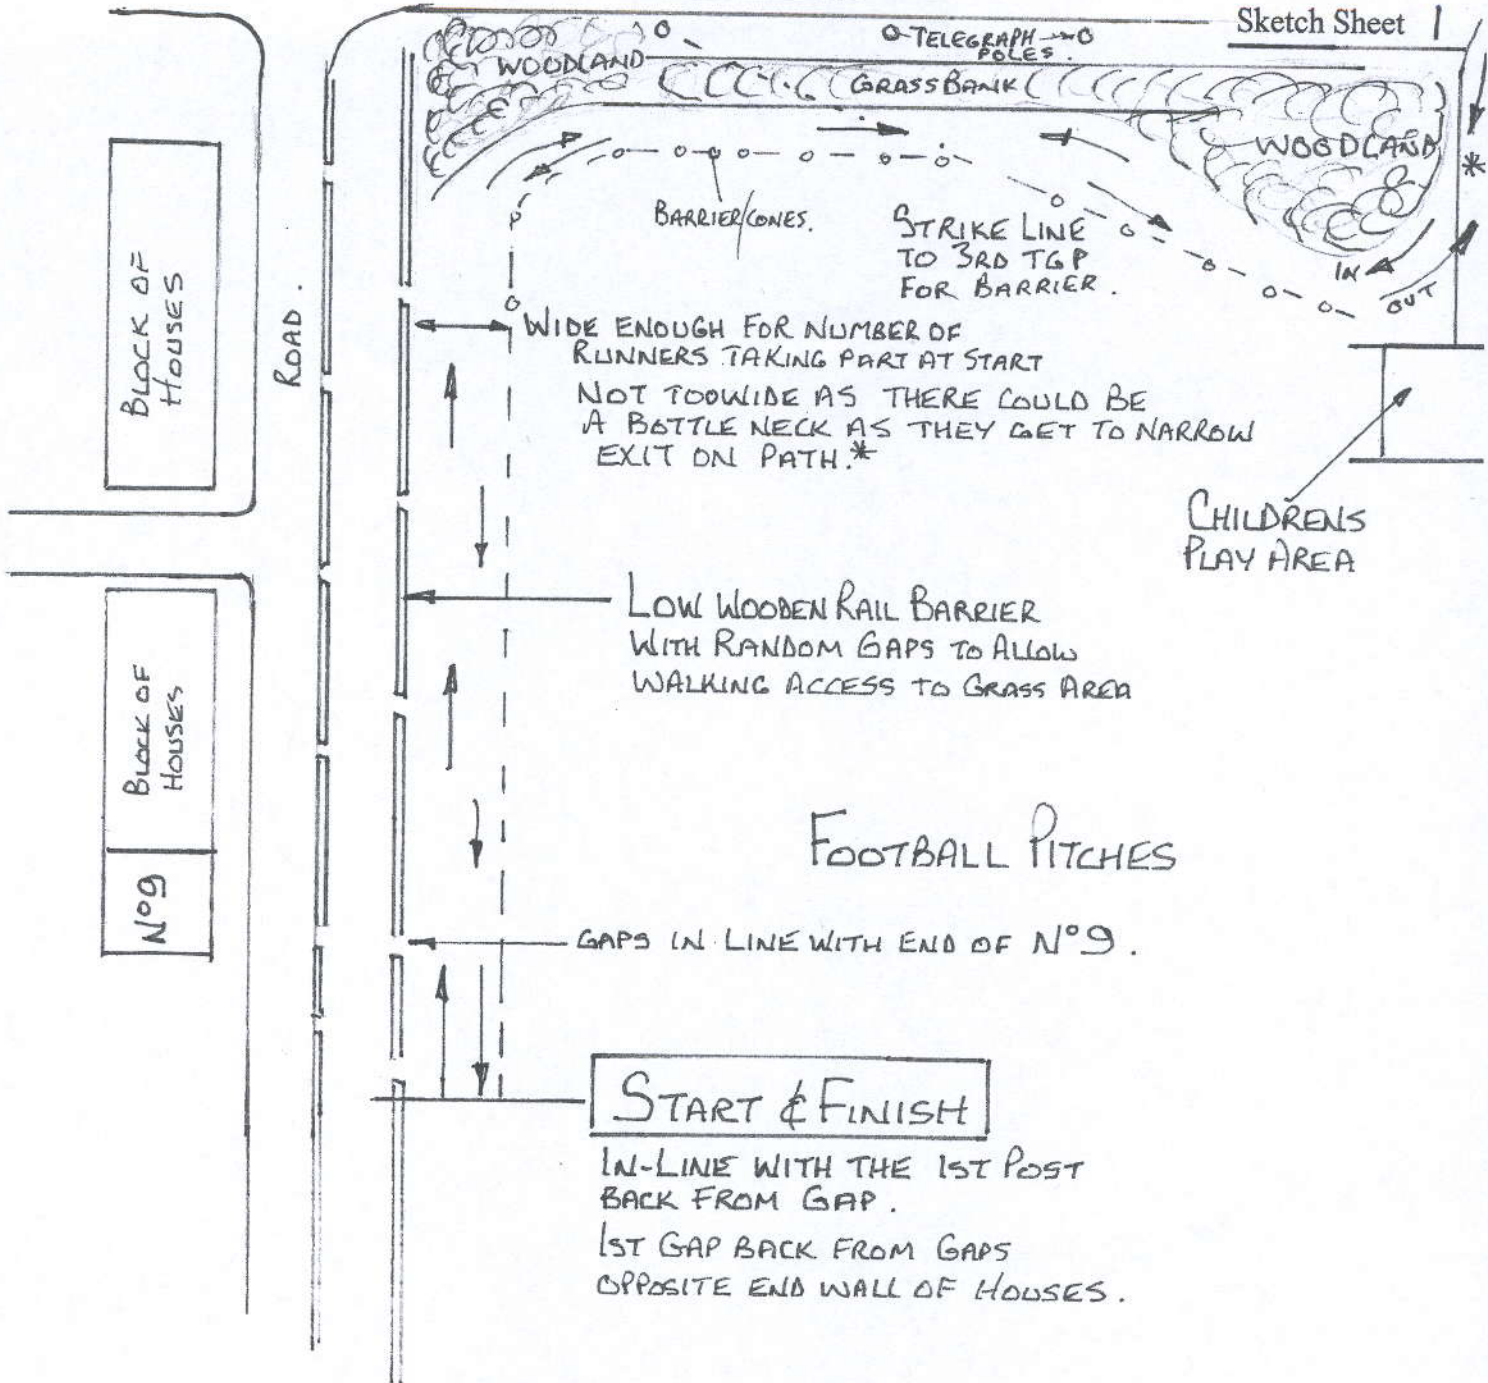 Sketch Sheet 1
TELEGRAPH
POLES.
WOODLAND
GRASS BANK
WOODLAND
*
BARRIER/CONES.
STRIKE LINE
TO 3RD TGP
FOR BARRIER.
IN
OUT
BLOCK OF
HOUSES
ROAD.
WIDE ENOUGH FOR NUMBER OF
RUNNERS TAKING PART AT START
NOT TOOWIDE AS THERE COULD BE
A BOTTLE NECK AS THEY GET TO NARROW
EXIT ON PATH.*
CHILDRENS
PLAY AREA
LOW WOODEN RAIL BARRIER
WITH RANDOM GAPS TO ALLOW
WALKING ACCESS TO GRASS AREA
BLOCK OF
HOUSES
FOOTBALL PITCHES
Nº9
GAPS IN LINE WITH END OF Nº9.
START & FINISH
IN-LINE WITH THE 1ST POST
BACK FROM GAP.
1ST GAP BACK FROM GAPS
OPPOSITE END WALL OF HOUSES.